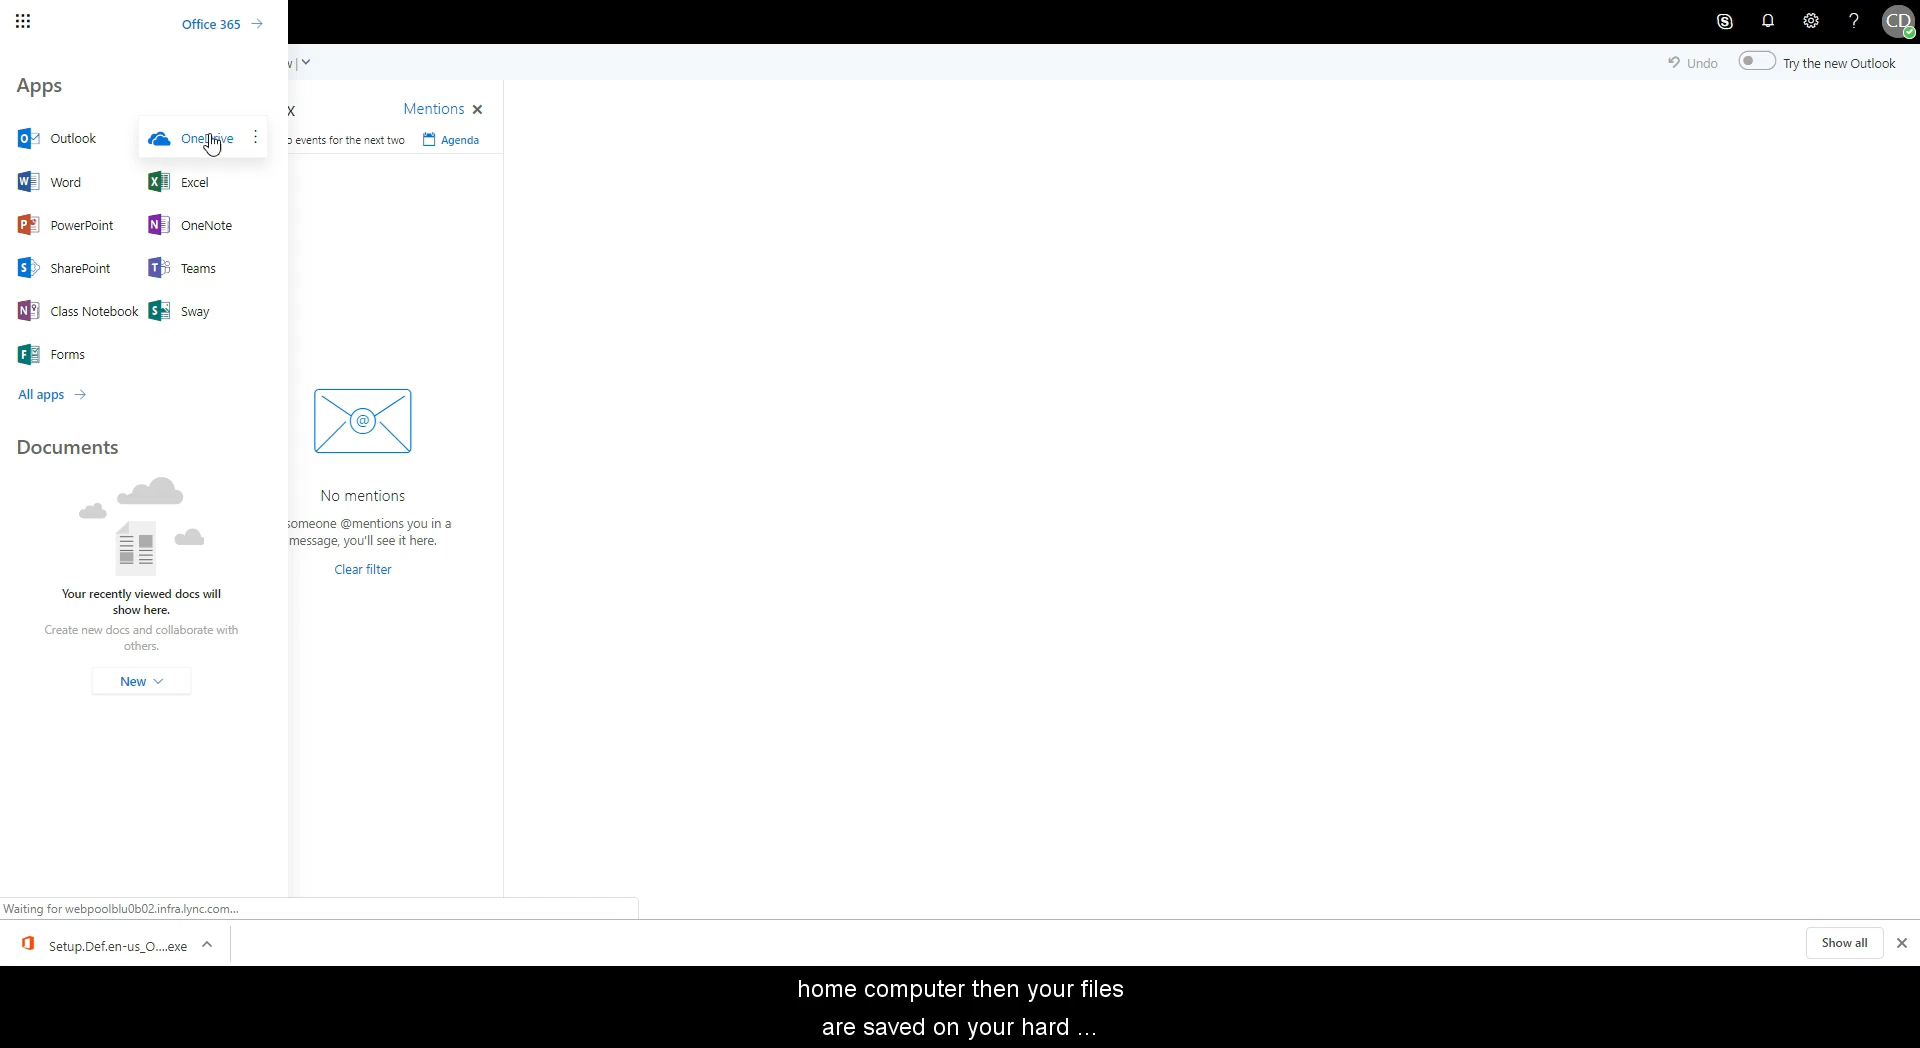 Office 365
CD
w
Undo
Try the new Outlook
Apps
Mentions
x
Outlook
OneDrive
events for the next two
Agenda
Word
Excel
PowerPoint
OneNote
SharePoint
Teams
Class Notebook
Sway
Forms
All apps
Documents
@
No mentions
someone @mentions you in a
message, you'll see it here.
Clear filter
Your recently viewed docs will
show here.
Create new docs and collaborate with
others.
New
Waiting for webpoolblu0b02.infra.lync.com...
Setup.Def.en-us_O....exe
Show all
home computer then your files
are saved on your hard ...